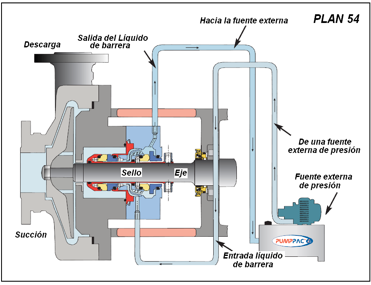 Hacia la fuente externa
PLAN 54
Salida del Líquido
de barrera
Descarga
De una fuente
externa de presión
Sello
Eje
Fuente externa
de presión
Succión
PUMPPAC
Entrada líquido
de barrera